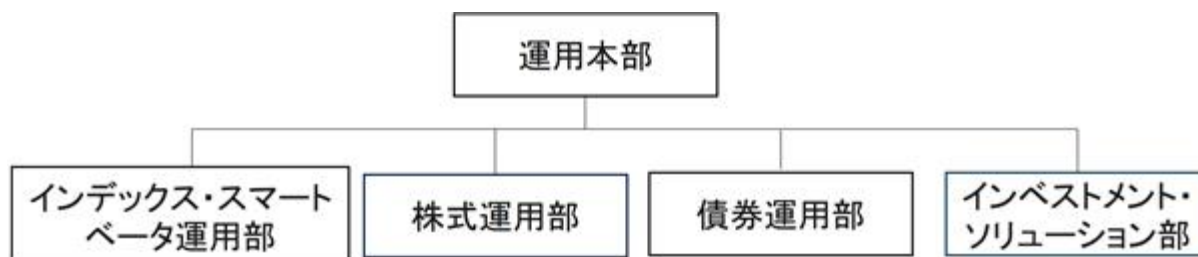 運用本部
インデックス・スマート
ベータ運用部
株式運用部
債券運用部
インベストメント・
ソリューション部